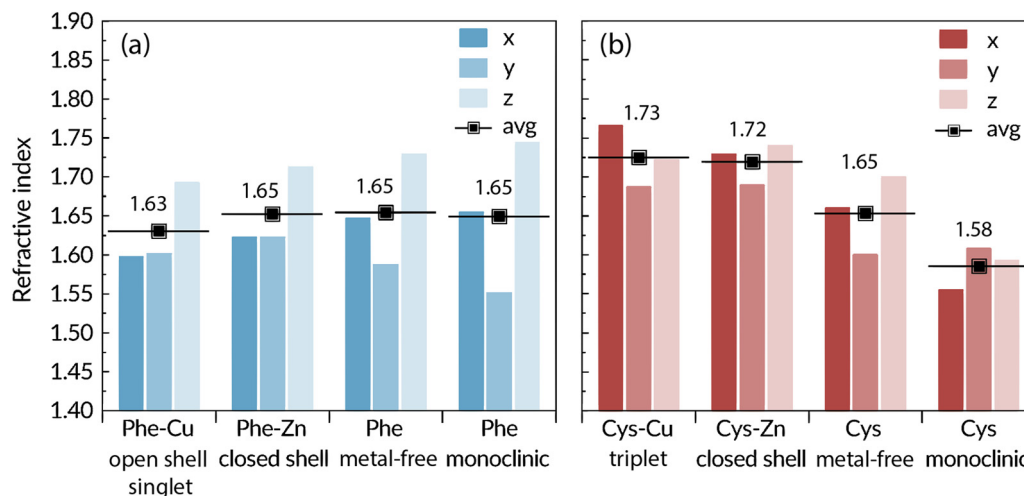 Refractive index
1.90
1.85
1.80
1.75
1.70
1.65
1.60
1.55
1.50
1.45
1.40
(a)
x
y
z
avg
1.63
1.65
1.65
1.65
Phe-Cu
open shell
singlet
Phe-Zn
closed shell
Phe
metal-free
Phe
monoclinic
(b)
x
y
z
avg
1.73
1.72
1.65
1.58
Cys-Cu
triplet
Cys-Zn
closed shell
Cys
metal-free
Cys
monoclinic